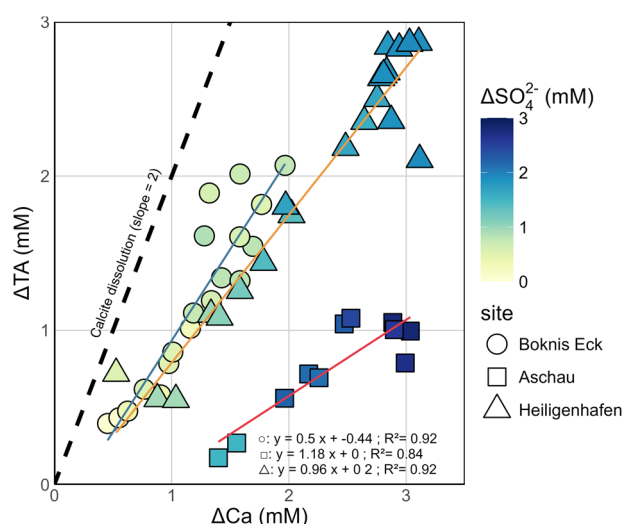 3
2
1
0
0
1
2
3
ΔTA (mM)
ΔCa (mM)
Calcite dissolution (slope = 2)
○: y = 0.5 x + -0.44 ; R²= 0.92
□: y = 1.18 x + 0 ; R²= 0.84
△: y = 0.96 x + 0 2 ; R²= 0.92
ΔSO₄²⁻ (mM)
3
2
1
0
site
Boknis Eck
Aschau
Heiligenhafen